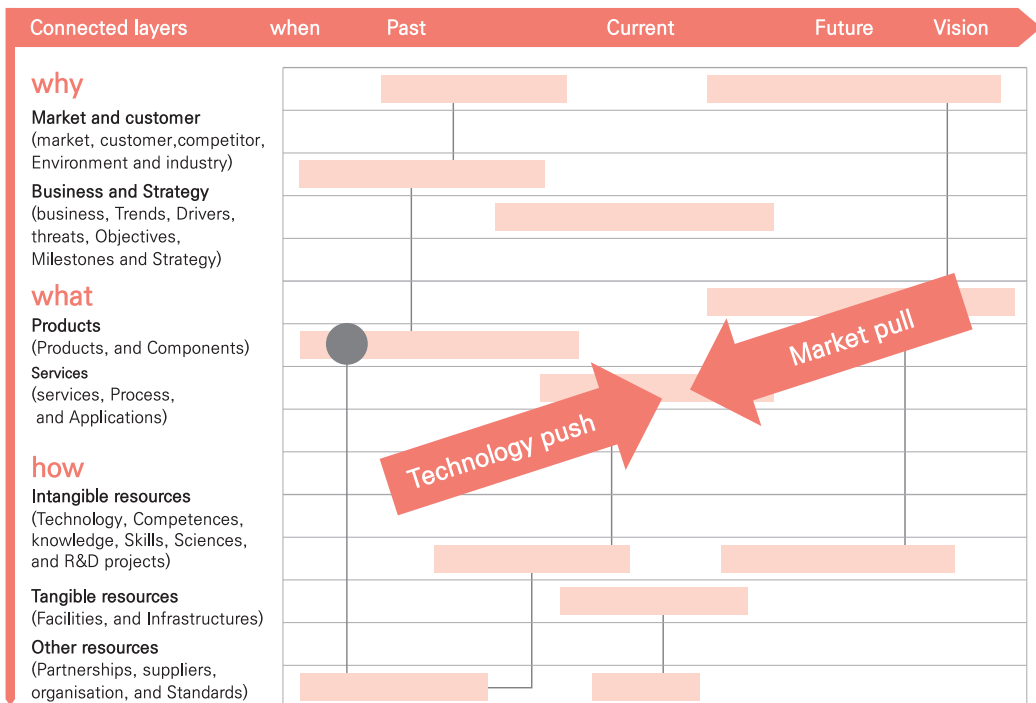 Connected layers when Past Current Future Vision
why
Market and customer
(market, customer,competitor,
Environment and industry)
Business and Strategy
(business, Trends, Drivers,
threats, Objectives,
Milestones and Strategy)
what
Products
(Products, and Components)
Services
(services, Process,
and Applications)
Market pull
Technology push
how
Intangible resources
(Technology, Competences,
knowledge, Skills, Sciences,
and R&D projects)
Tangible resources
(Facilities, and Infrastructures)
Other resources
(Partnerships, suppliers,
organisation, and Standards)